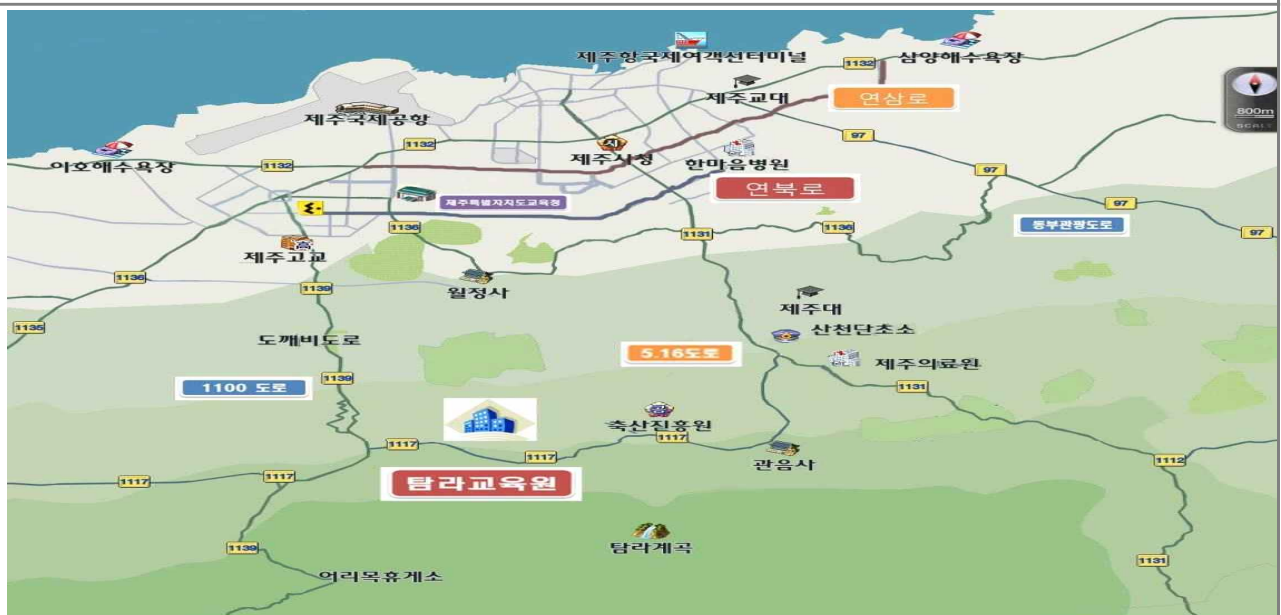 제주항국제여객선터미널
삼양해수욕장
1132
제주교대
연삼로
800m
SCALE
제주국제공항
97
1132
제주시청
한마음병원
이호해수욕장
1132
97
연북로
제주특별자치도교육청
97
1136
1131
1136
동부관광도로
97
제주고교
1136
1139
월정사
제주대
1135
산천단초소
도깨비도로
5.16도로
제주의료원
1139
1100 도로
1131
축산진흥원
1117
1117
1117
관음사
1112
1117
1117
탐라교육원
탐라계곡
1139
1131
어리목휴게소